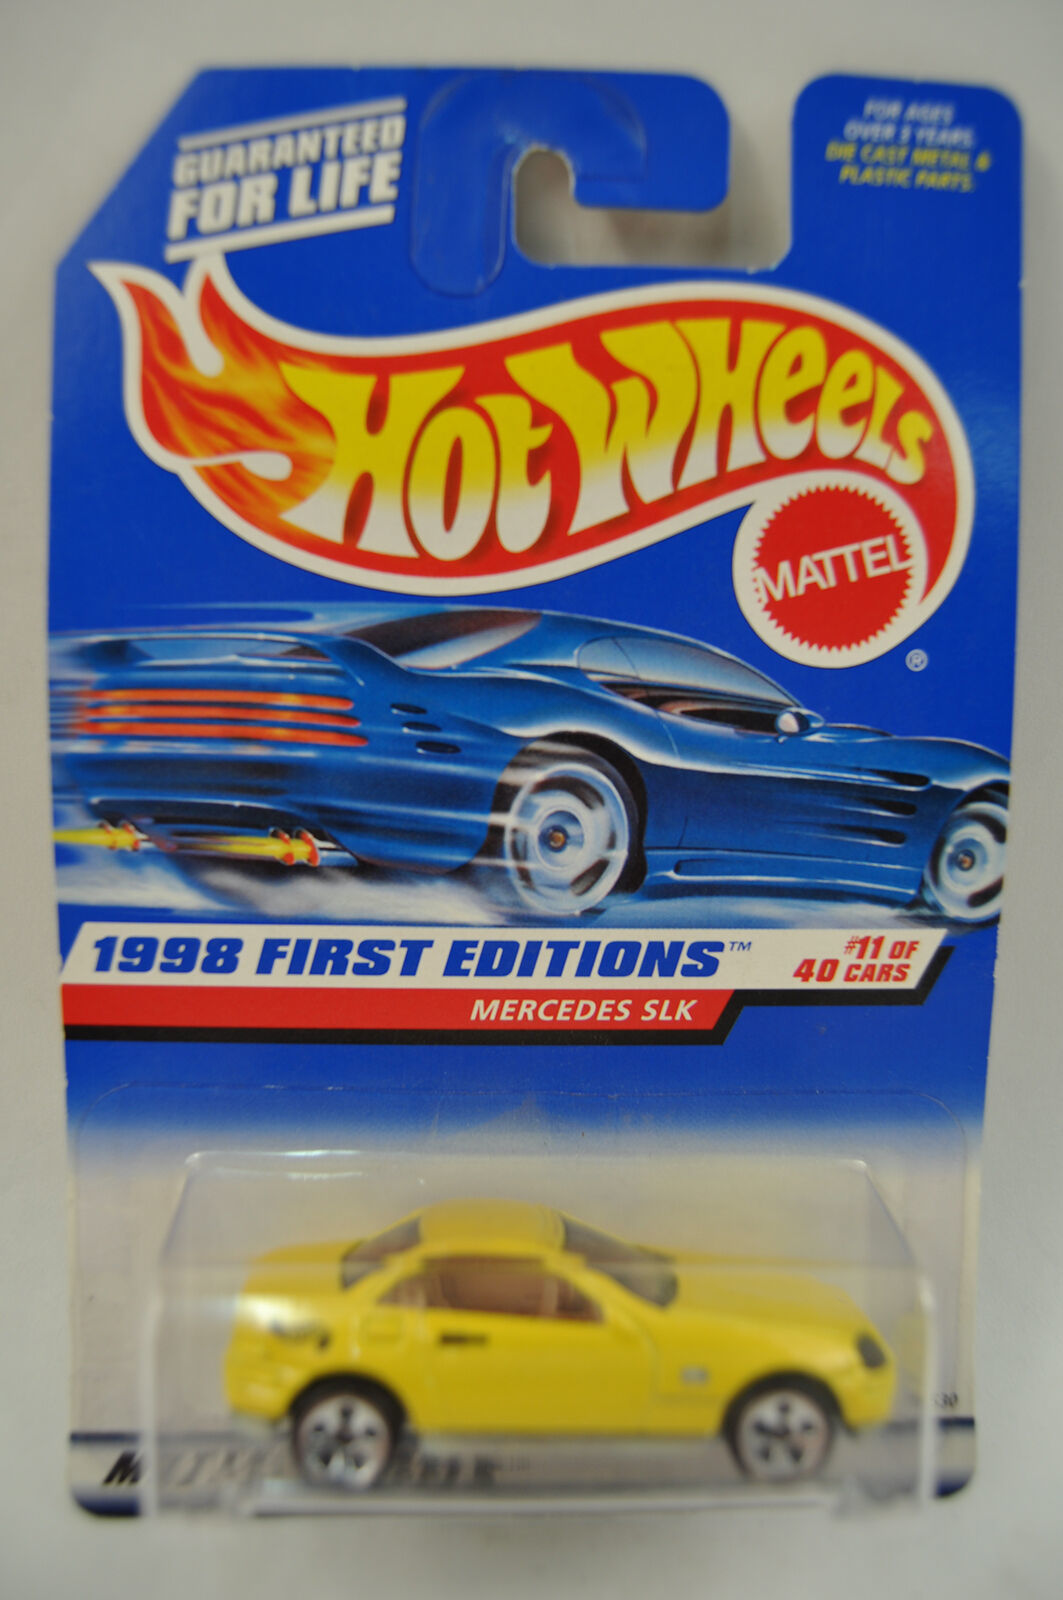 GUARANTEED
FOR LIFE
FOR AGES
OVER 3 YEARS
DIE CAST METAL &
PLASTIC PARTS
HOT WHEELS
MATTEL
®
1998 FIRST EDITIONS™
#11 OF
40 CARS
MERCEDES SLK